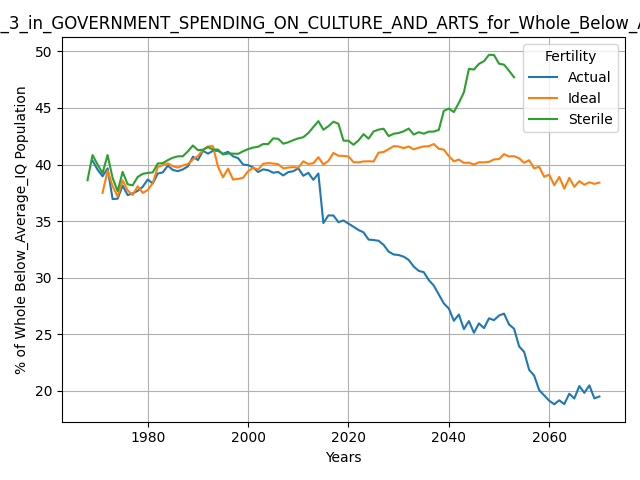 _3_in_GOVERNMENT_SPENDING_ON_CULTURE_AND_ARTS_for_Whole_Below_A
% of Whole Below_Average_IQ Population
50
45
40
35
30
25
20
1980
2000
2020
2040
2060
Years
Fertility
Actual
Ideal
Sterile